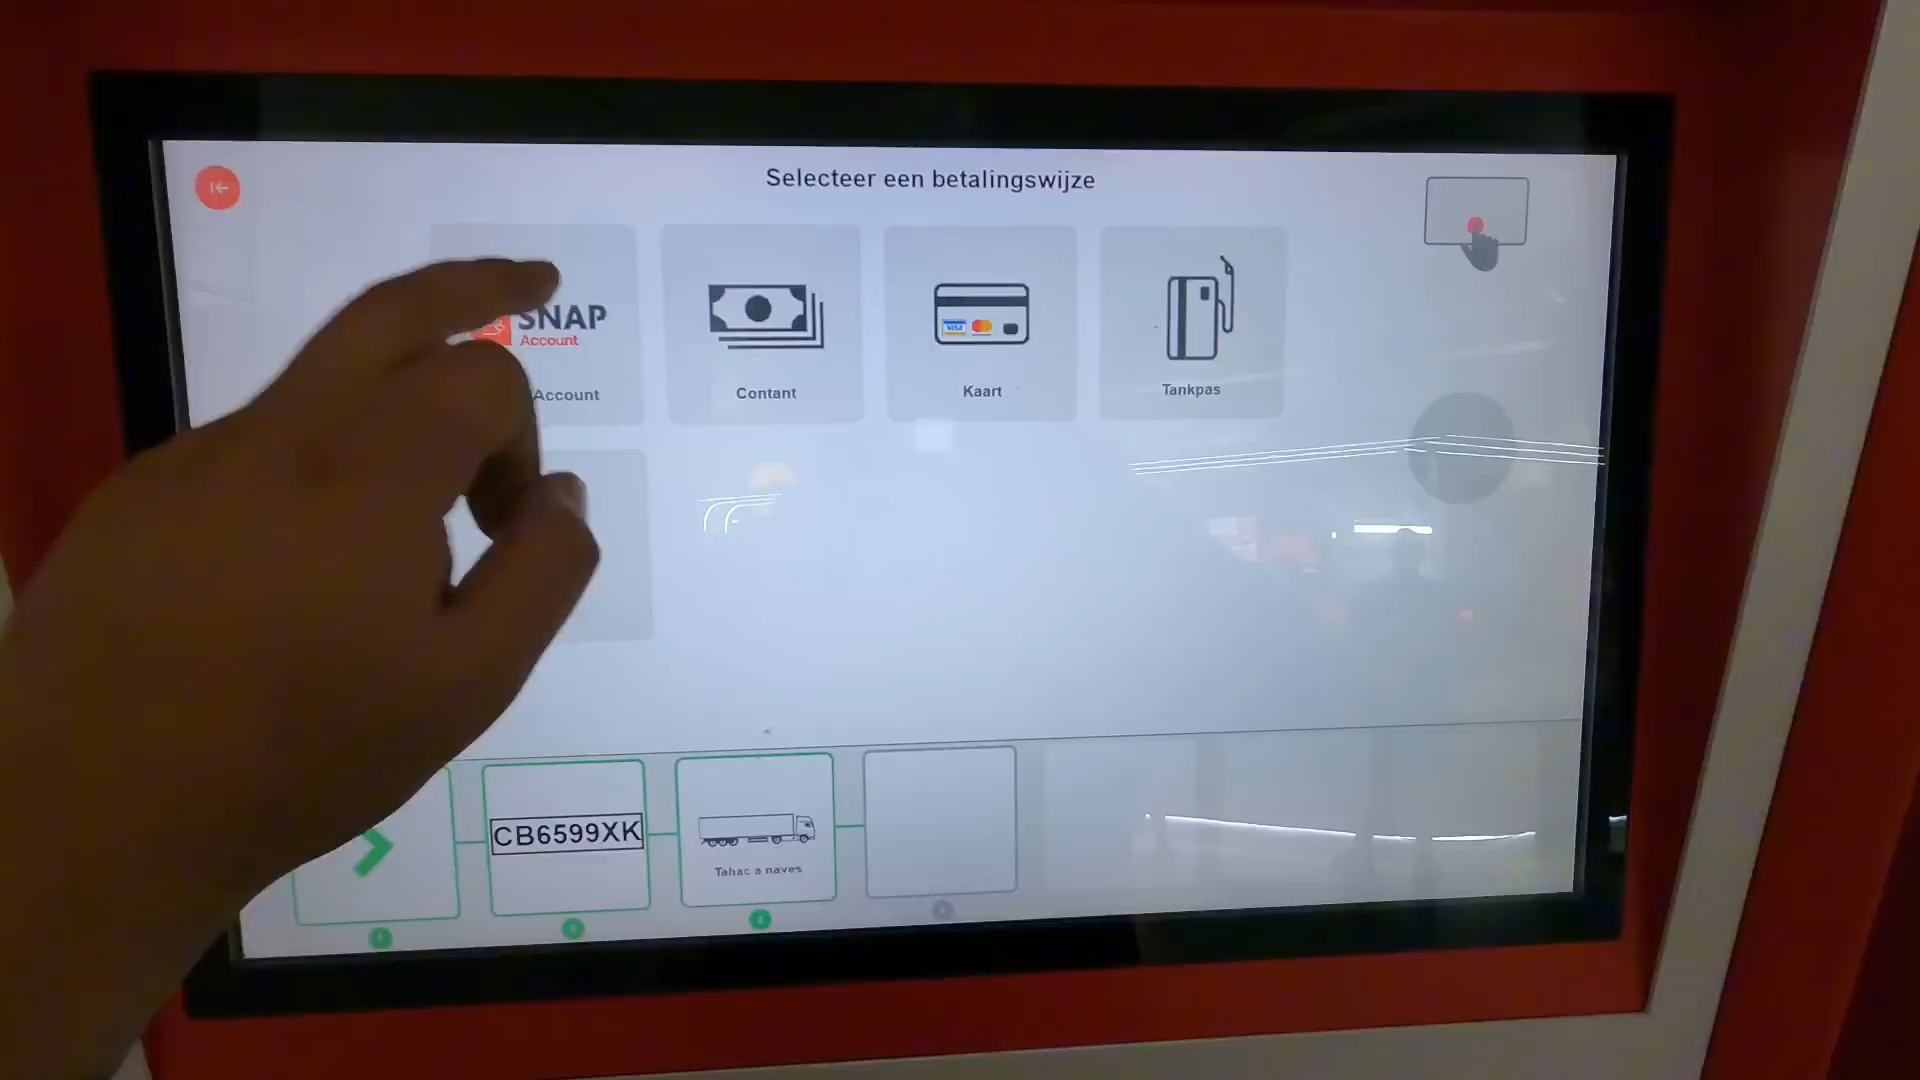 Selecteer een betalingswijze
SNAP
Account
Account
Contant
VISA
Kaart
Tankpas
CB6599XK
Tahac a naves